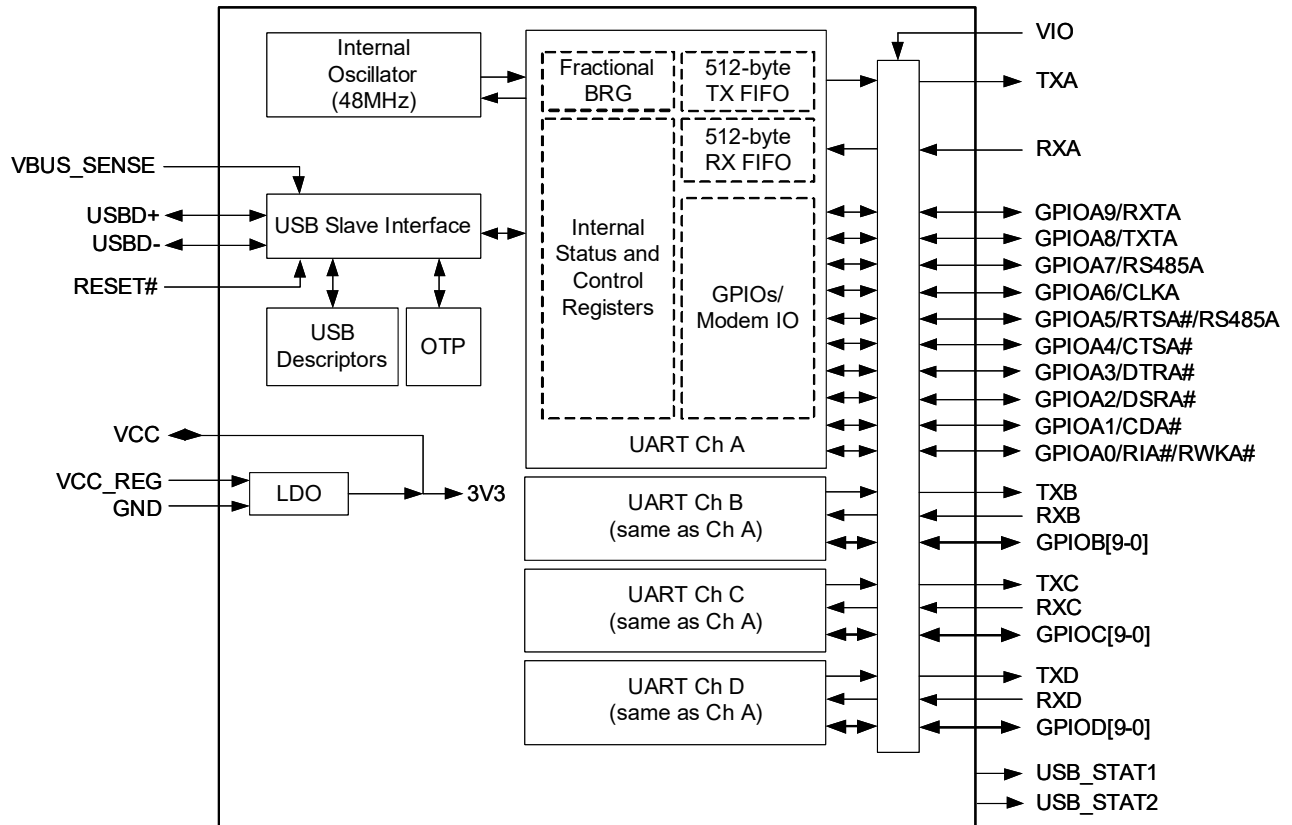 Internal
Oscillator
(48MHz)
VBUS_SENSE
USBD+
USBD-
RESET#
USB Slave Interface
USB
Descriptors
OTP
VCC
VCC_REG
GND
LDO
3V3
Fractional
BRG
512-byte
TX FIFO
512-byte
RX FIFO
Internal
Status and
Control
Registers
GPIOs/
Modem IO
UART Ch A
UART Ch B
(same as Ch A)
UART Ch C
(same as Ch A)
UART Ch D
(same as Ch A)
VIO
TXA
RXA
GPIOA9/RXTA
GPIOA8/TXTA
GPIOA7/RS485A
GPIOA6/CLKA
GPIOA5/RTSA#/RS485A
GPIOA4/CTSA#
GPIOA3/DTRA#
GPIOA2/DSRA#
GPIOA1/CDA#
GPIOA0/RIA#/RWKA#
TXB
RXB
GPIOB[9-0]
TXC
RXC
GPIOC[9-0]
TXD
RXD
GPIOD[9-0]
USB_STAT1
USB_STAT2